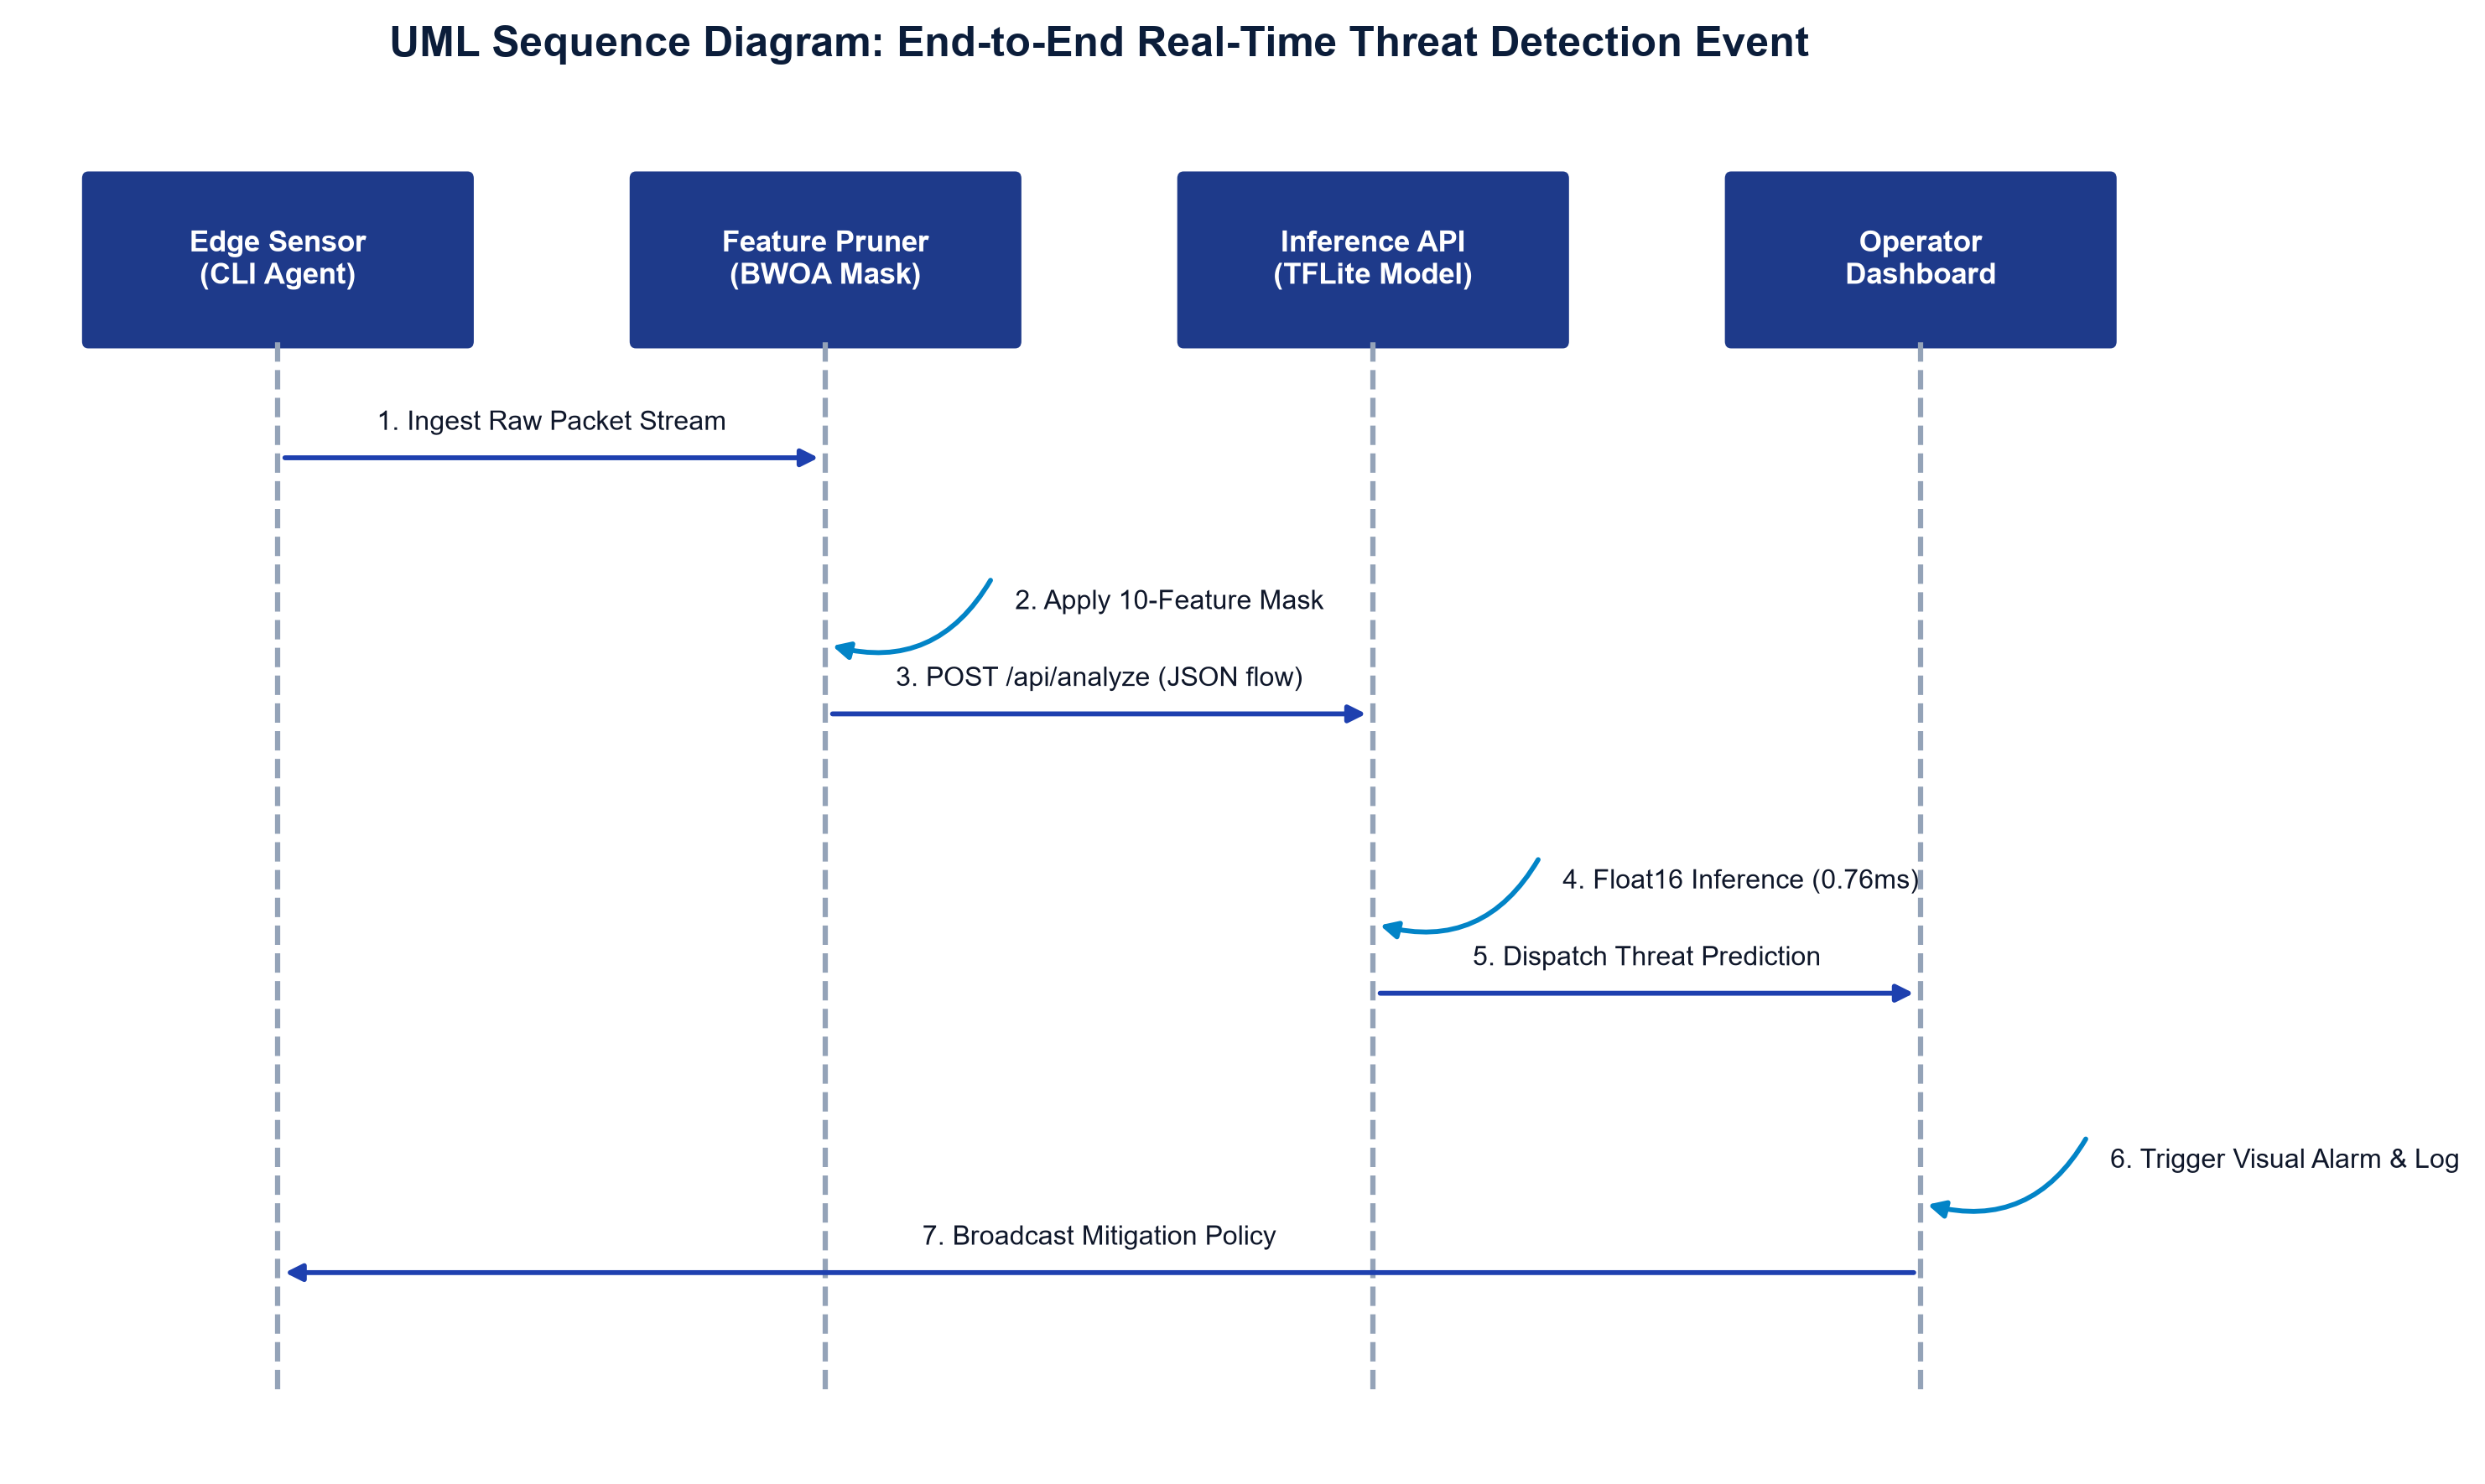 UML Sequence Diagram: End-to-End Real-Time Threat Detection Event
Edge Sensor
(CLI Agent)
Feature Pruner
(BWOA Mask)
Inference API
(TFLite Model)
Operator
Dashboard
1. Ingest Raw Packet Stream
2. Apply 10-Feature Mask
3. POST /api/analyze (JSON flow)
4. Float16 Inference (0.76ms)
5. Dispatch Threat Prediction
6. Trigger Visual Alarm & Log
7. Broadcast Mitigation Policy